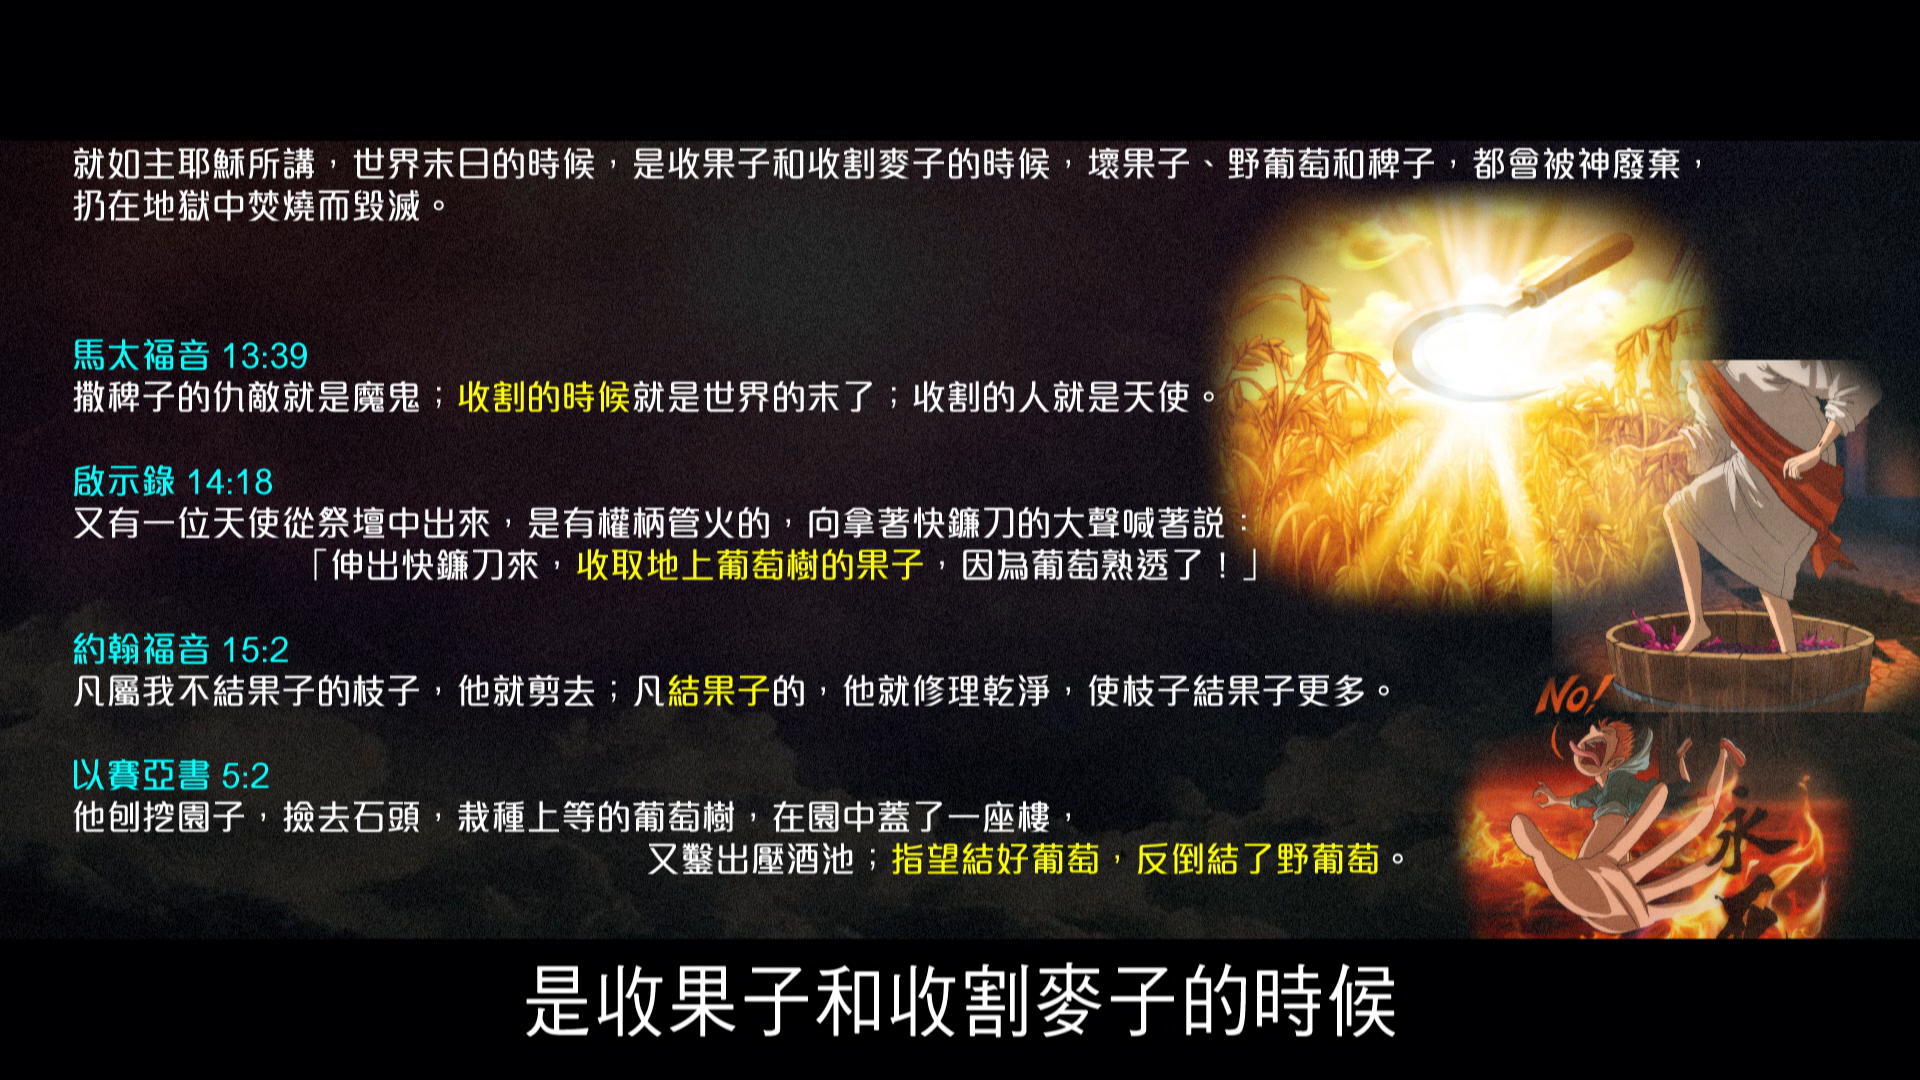 就如主耶穌所講，世界末日的時候，是收果子和收割麥子的時候，壞果子、野葡萄和稗子，都會被神廢棄，
扔在地獄中焚燒而毀滅。
馬太福音 13:39
撒稗子的仇敵就是魔鬼；收割的時候就是世界的末了；收割的人就是天使。
啟示錄 14:18
又有一位天使從祭壇中出來，是有權柄管火的，向拿著快鐮刀的大聲喊著説：
「伸出快鐮刀來，收取地上葡萄樹的果子，因為葡萄熟透了！」
約翰福音 15:2
凡屬我不結果子的枝子，他就剪去；凡結果子的，他就修理乾淨，使枝子結果子更多。
No!
以賽亞書 5:2
他刨挖園子，撿去石頭，栽種上等的葡萄樹，在園中蓋了一座樓，
又鑿出壓酒池；指望結好葡萄，反倒結了野葡萄。
永
是收果子和收割麥子的時候